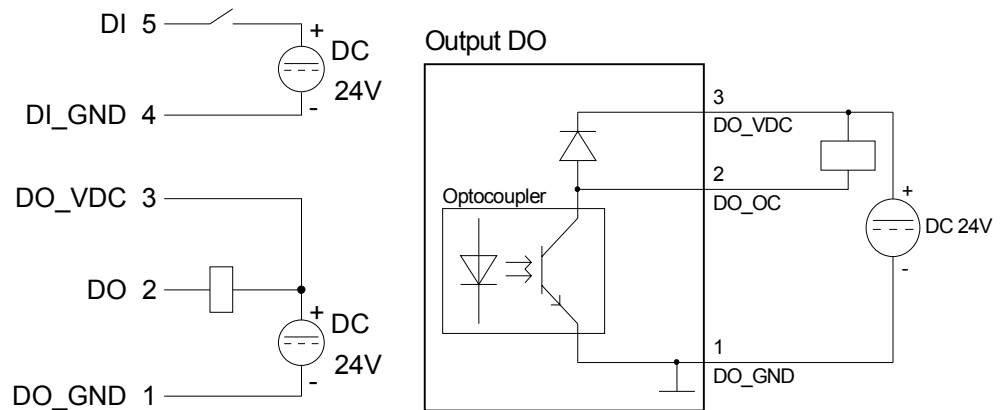 DI 5
+
DC
24V
DI_GND 4
-
DO_VDC 3
DO 2
+
DC
24V
-
DO_GND 1
Output DO
3
DO_VDC
2
DO_OC
Optocoupler
+
DC 24V
-
1
DO_GND